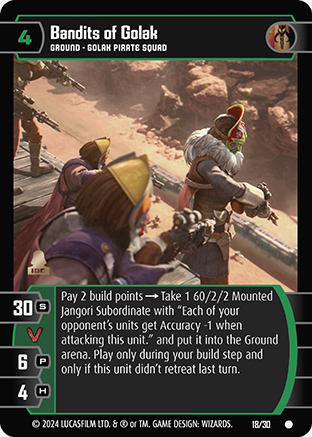 4
Bandits of Golak
GROUND - GOLAK PIRATE SQUAD
IDC
30 S
V
6 P
4 H
Pay 2 build points → Take 1 60/2/2 Mounted
Jangori Subordinate with “Each of your
opponent’s units get Accuracy -1 when
attacking this unit.” and put it into the Ground
arena. Play only during your build step and
only if this unit didn’t retreat last turn.
© 2024 LUCASFILM LTD. & ® or TM. GAME DESIGN: WIZARDS. 18/30